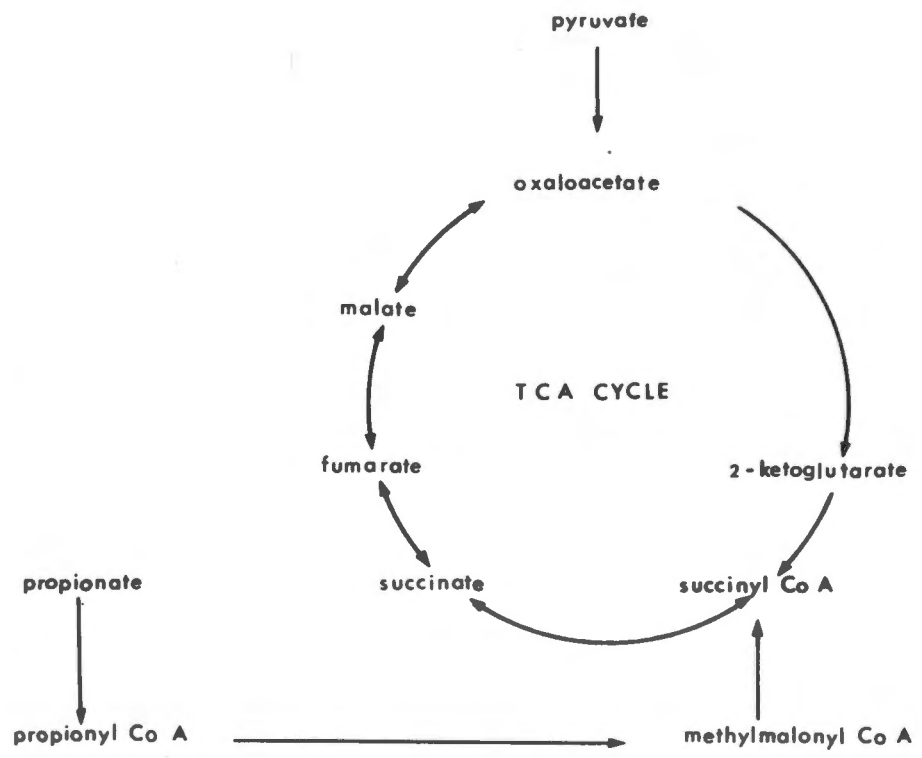 pyruvate
oxaloacetate
malate
TCA CYCLE
fumarate
2-ketoglutarate
propionate
succinate
succinyl Co A
propionyl Co A
methylmalonyl Co A